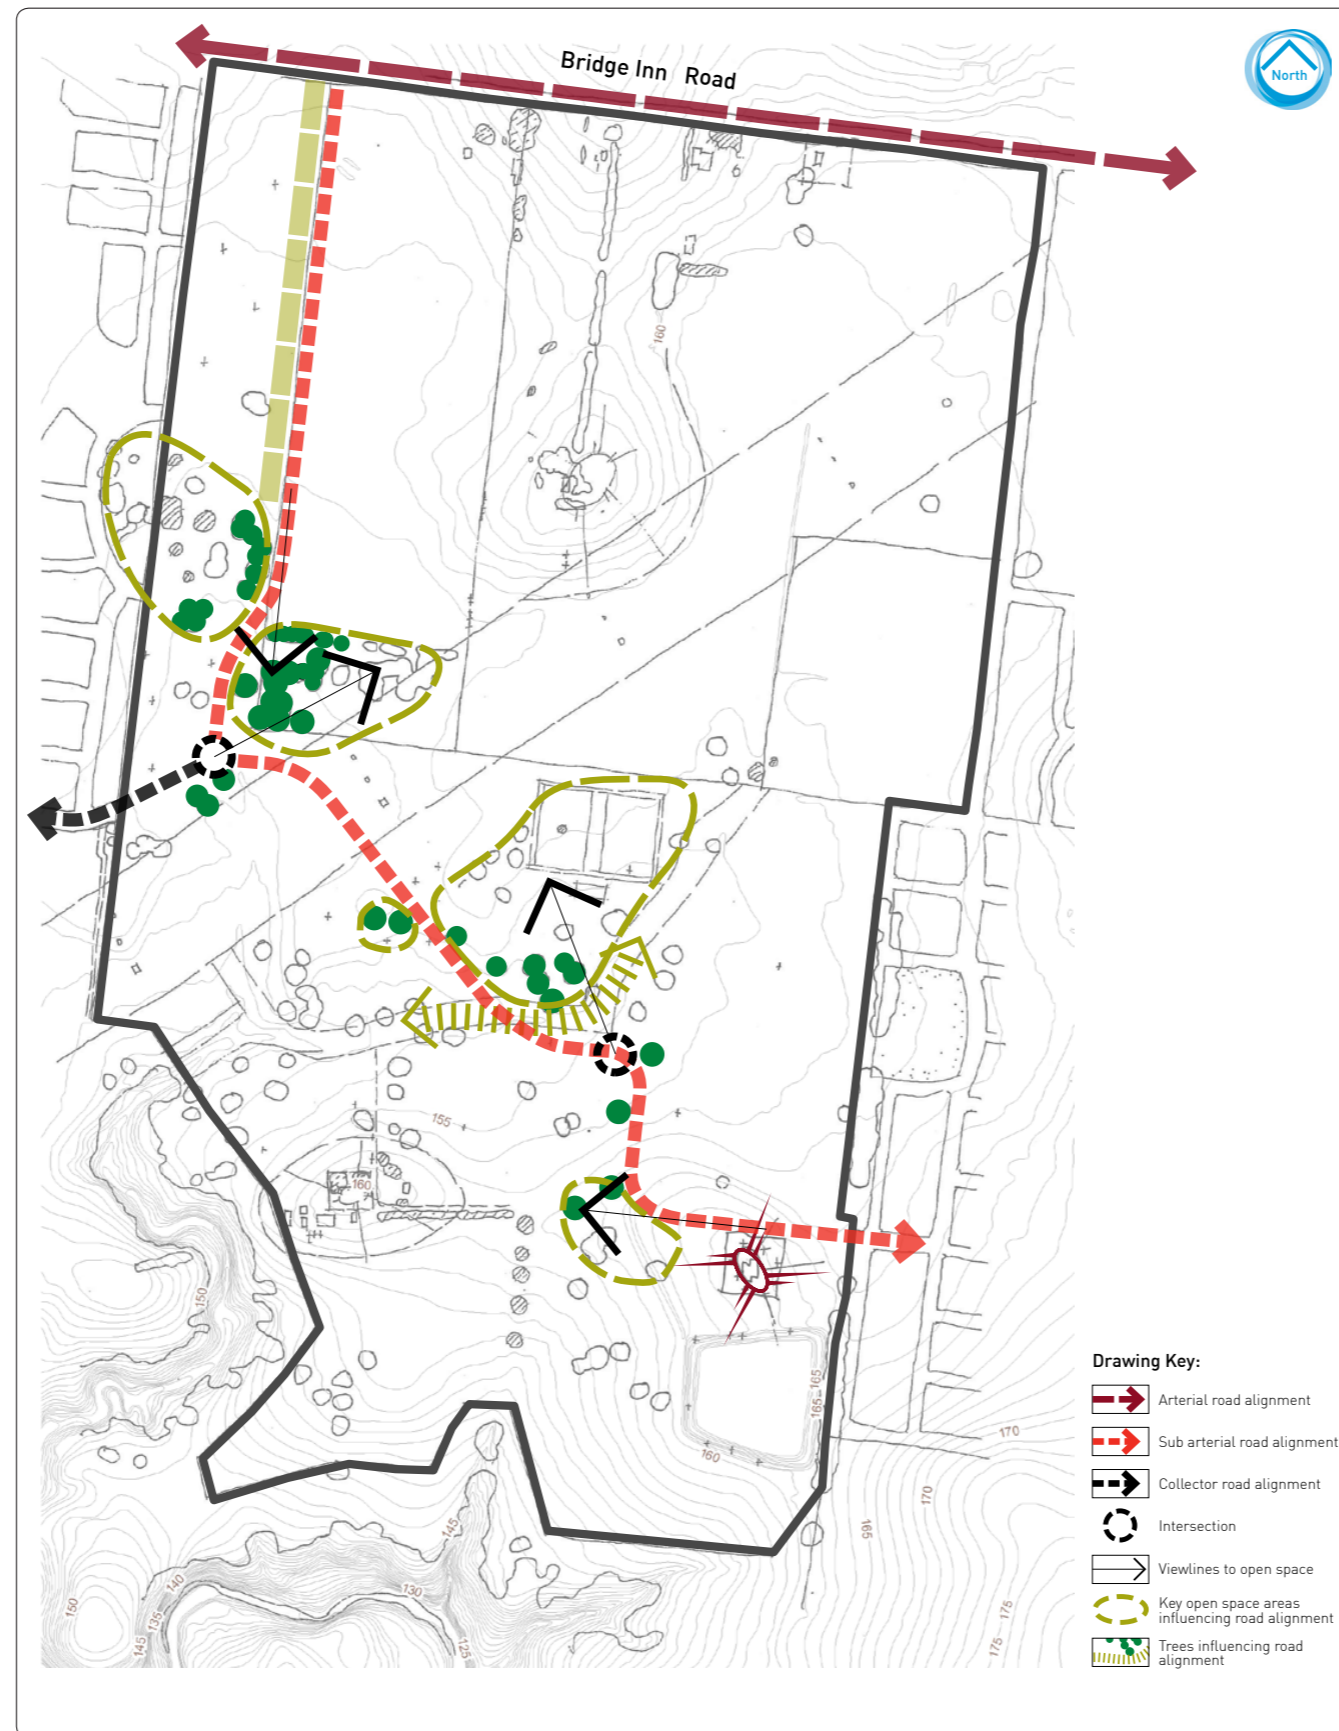 Bridge Inn Road
North
160
155
160
150
165
165
160
170
170
165
175
175
150
145
140
135
145
130
125
Drawing Key:
Arterial road alignment
Sub arterial road alignment
Collector road alignment
Intersection
Viewlines to open space
Key open space areas
influencing road alignment
Trees influencing road
alignment